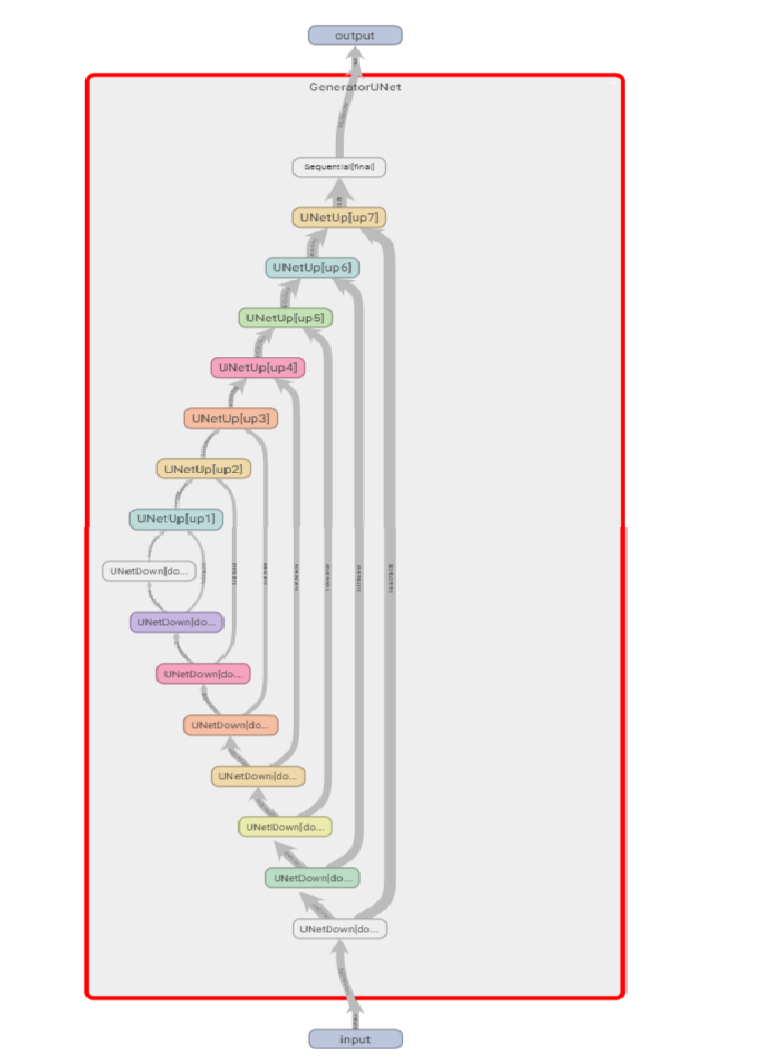 output
GeneratorUNet
Sequential[final]
UNetUp[up7]
UNetUp[up6]
UNetUp[up5]
UNetUp[up4]
UNetUp[up3]
UNetUp[up2]
UNetUp[up1]
UNetDown[do...
UNetDown[do...
UNetDown[do...
UNetDown[do...
UNetDown[do...
UNetDown[do...
UNetDown[do...
UNetDown[do...
input